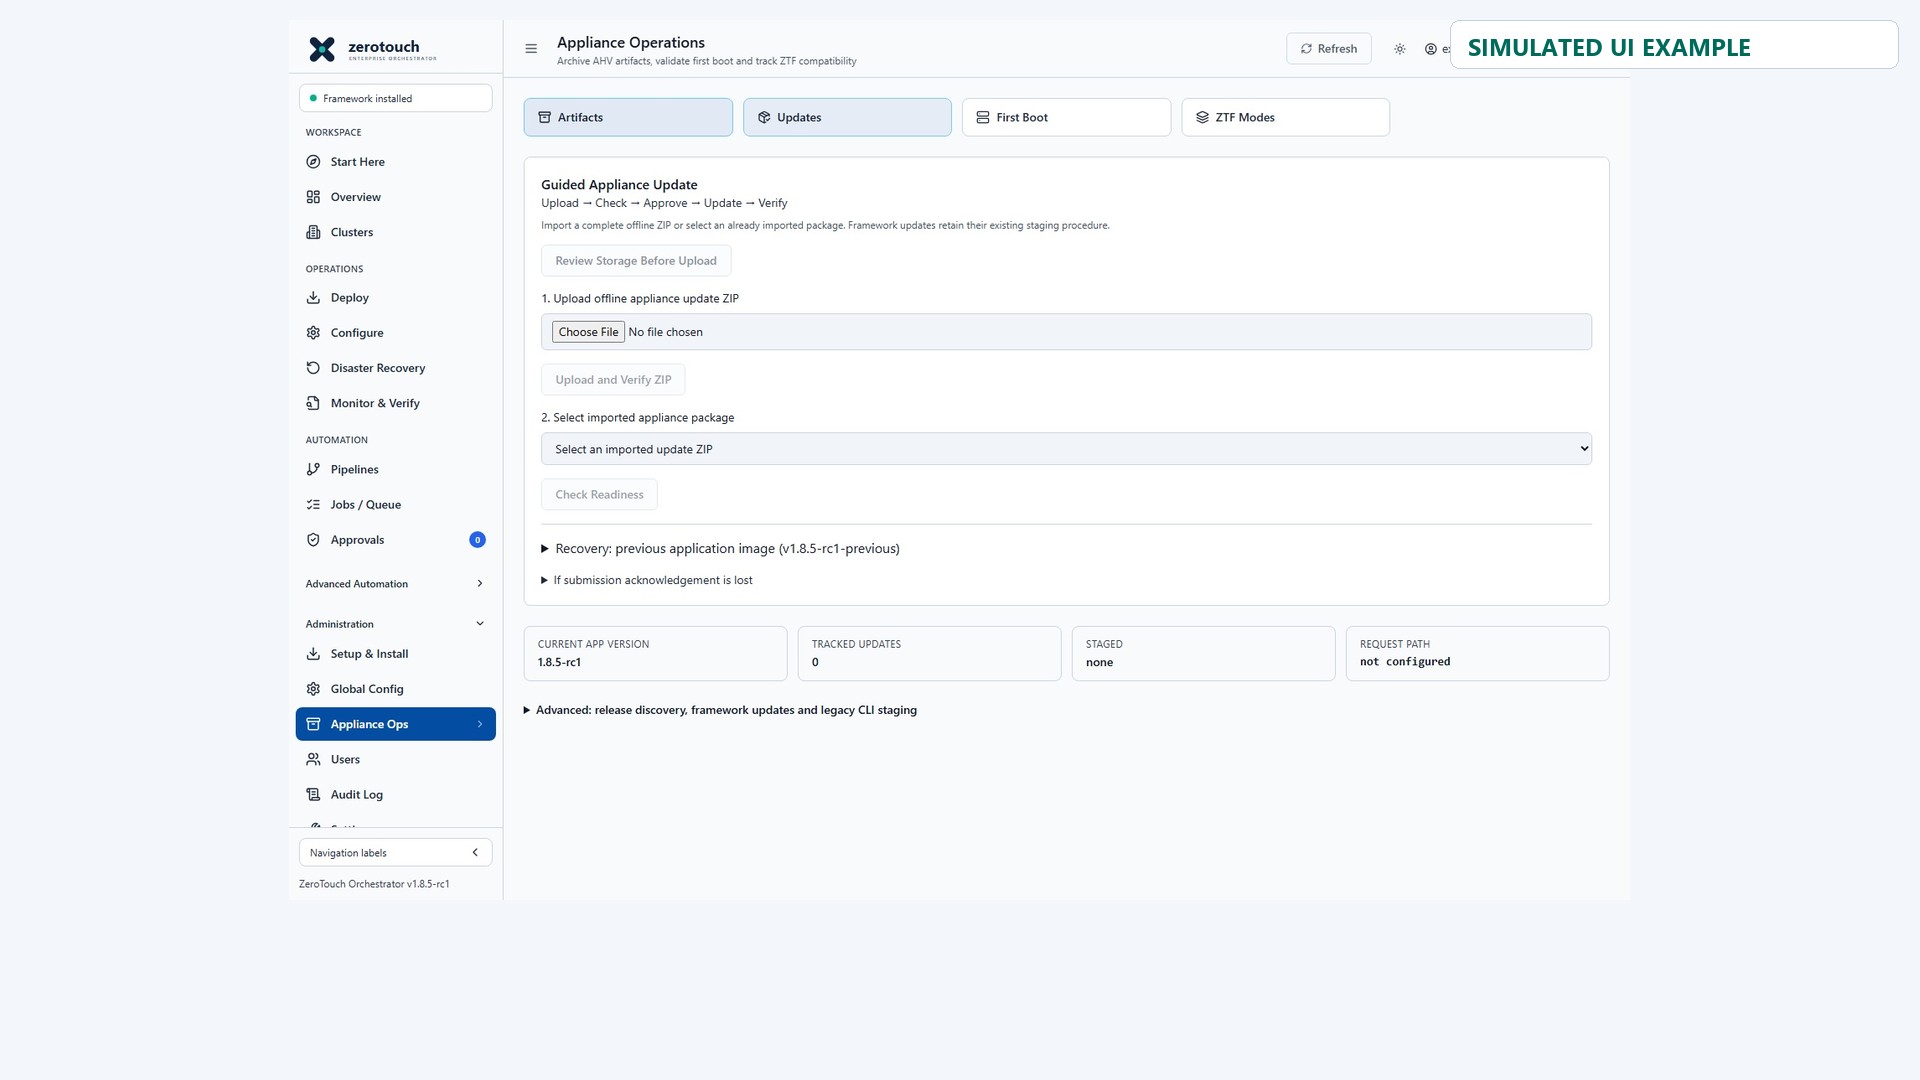 zerotouch
ENTERPRISE ORCHESTRATOR
Framework installed
WORKSPACE
Start Here
Overview
Clusters
OPERATIONS
Deploy
Configure
Disaster Recovery
Monitor & Verify
AUTOMATION
Pipelines
Jobs / Queue
Approvals
0
Advanced Automation
Administration
Setup & Install
Global Config
Appliance Ops
Users
Audit Log
Navigation labels
ZeroTouch Orchestrator v1.8.5-rc1
Appliance Operations
Archive AHV artifacts, validate first boot and track ZTF compatibility
Refresh
SIMULATED UI EXAMPLE
Artifacts
Updates
First Boot
ZTF Modes
Guided Appliance Update
Upload → Check → Approve → Update → Verify
Import a complete offline ZIP or select an already imported package. Framework updates retain their existing staging procedure.
Review Storage Before Upload
1. Upload offline appliance update ZIP
Choose File No file chosen
Upload and Verify ZIP
2. Select imported appliance package
Select an imported update ZIP
Check Readiness
Recovery: previous application image (v1.8.5-rc1-previous)
If submission acknowledgement is lost
CURRENT APP VERSION
1.8.5-rc1
TRACKED UPDATES
0
STAGED
none
REQUEST PATH
not configured
Advanced: release discovery, framework updates and legacy CLI staging